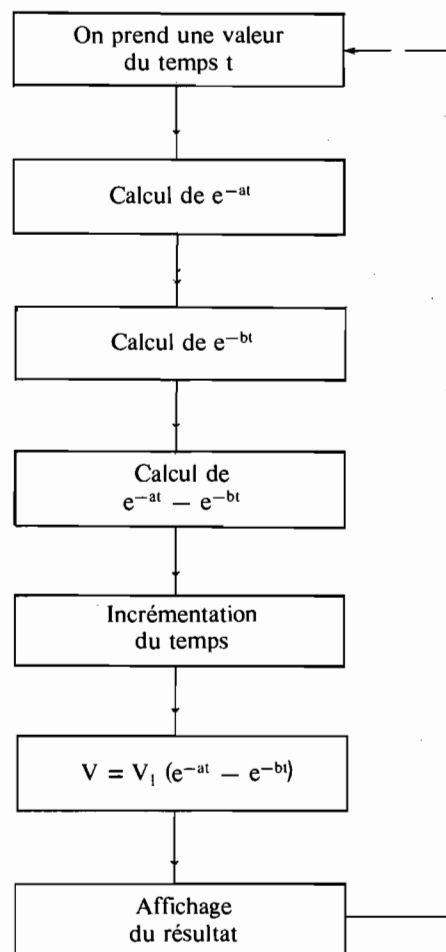 On prend une valeur
du temps t
Calcul de e⁻ᵃᵗ
Calcul de e⁻ᵇᵗ
Calcul de
e⁻ᵃᵗ − e⁻ᵇᵗ
Incrémentation
du temps
V = V₁ (e⁻ᵃᵗ − e⁻ᵇᵗ)
Affichage
du résultat